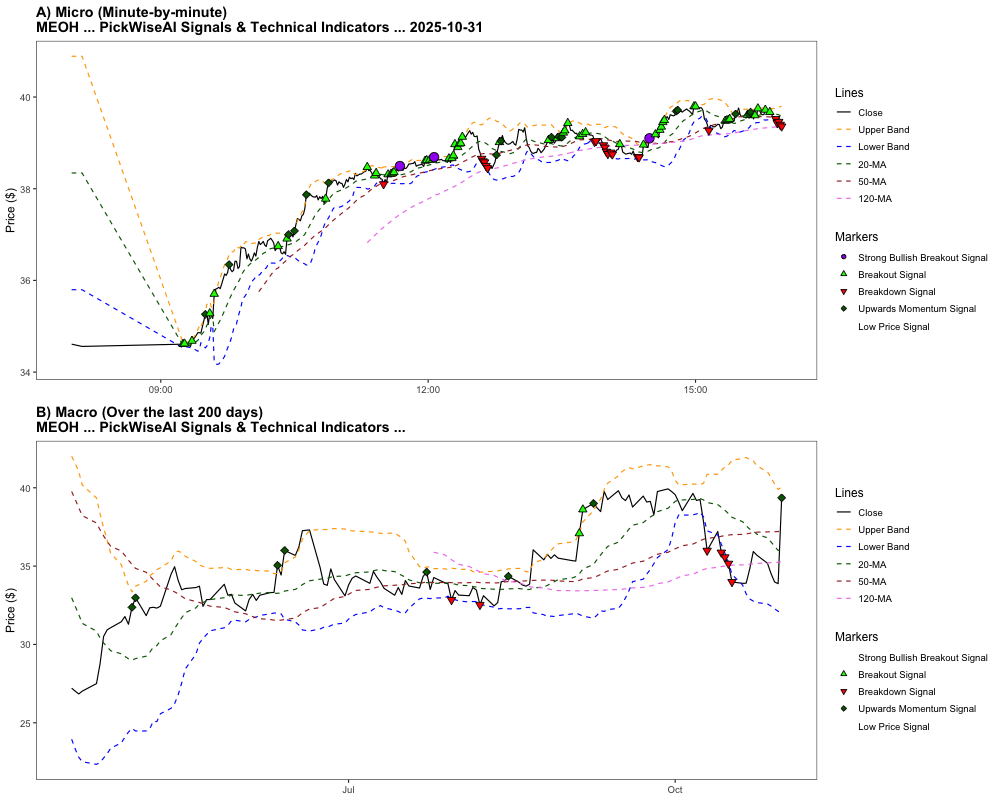 A) Micro (Minute-by-minute)
MEOH ... PickWiseAI Signals & Technical Indicators ... 2025-10-31
Price ($)
40
38
36
34
09:00
12:00
15:00
Lines
Close
Upper Band
Lower Band
20-MA
50-MA
120-MA
Markers
Strong Bullish Breakout Signal
Breakout Signal
Breakdown Signal
Upwards Momentum Signal
Low Price Signal
B) Macro (Over the last 200 days)
MEOH ... PickWiseAI Signals & Technical Indicators ...
Price ($)
40
35
30
25
Jul
Oct
Lines
Close
Upper Band
Lower Band
20-MA
50-MA
120-MA
Markers
Strong Bullish Breakout Signal
Breakout Signal
Breakdown Signal
Upwards Momentum Signal
Low Price Signal